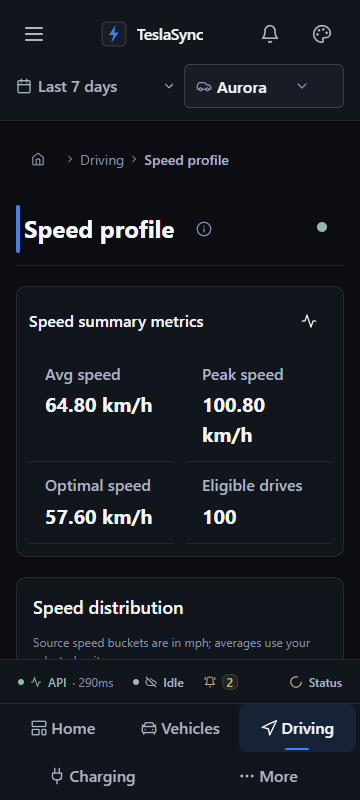 TeslaSync
Last 7 days
Aurora
Driving
Speed profile
Speed profile
Speed summary metrics
Avg speed
Peak speed
64.80 km/h
100.80
km/h
Optimal speed
Eligible drives
57.60 km/h
100
Speed distribution
Source speed buckets are in mph; averages use your
API · 290ms
Idle
2
Status
Home
Vehicles
Driving
Charging
More